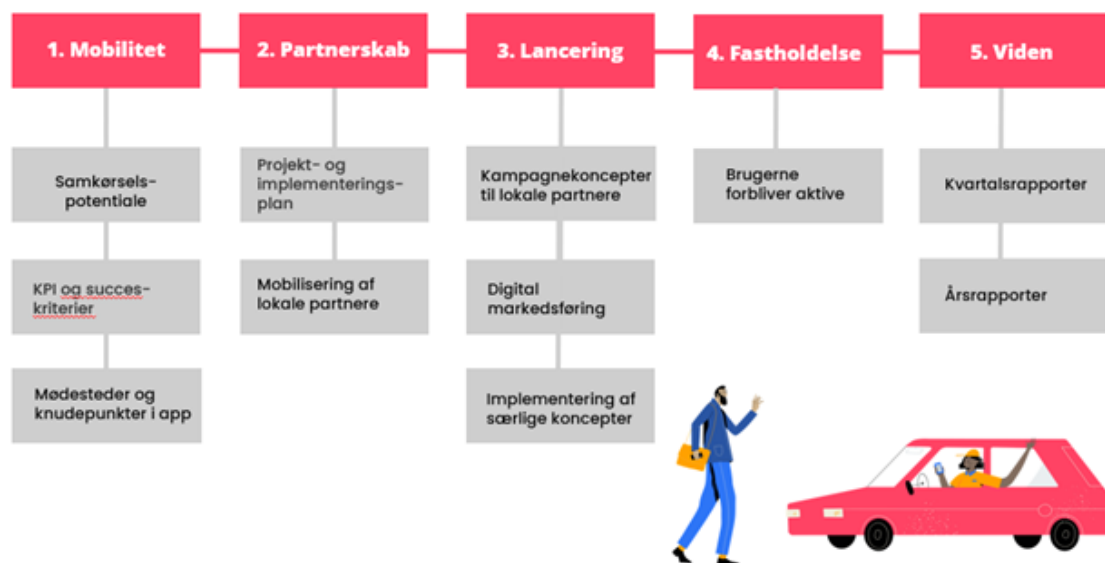 1. Mobilitet
2. Partnerskab
3. Lancering
4. Fastholdelse
5. Viden
Samkørsels-
potentiale
KPI og succes-
kriterier
Mødesteder og
knudepunkter i app
Projekt- og
implementerings-
plan
Mobilisering af
lokale partnere
Kampagnekoncepter
til lokale partnere
Digital
markedsføring
Implementering af
særlige koncepter
Brugerne
forbliver aktive
Kvartalsrapporter
Årsrapporter